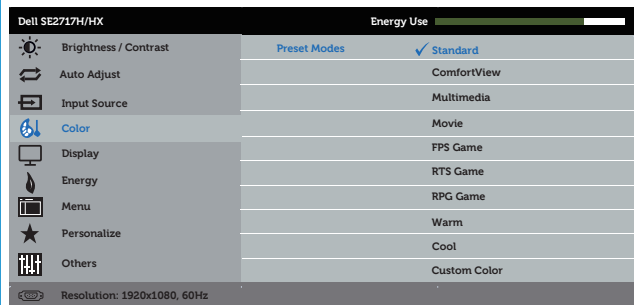 Dell SE2717H/HX Energy Use
Brightness / Contrast Preset Modes Standard
Auto Adjust ComfortView
Input Source Multimedia
Color Movie
Display FPS Game
Energy RTS Game
Menu RPG Game
Personalize Warm
Others Cool
Custom Color
Resolution: 1920x1080, 60Hz